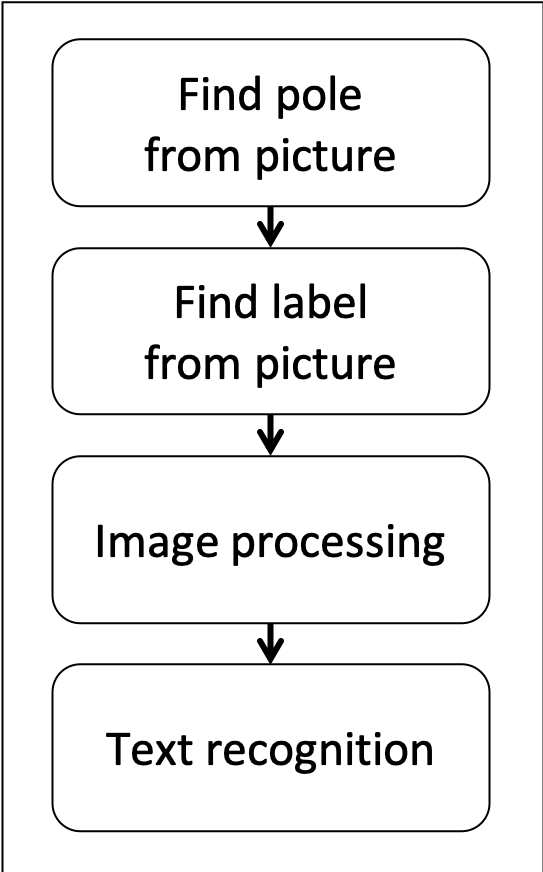 Find pole
from picture
Find label
from picture
Image processing
Text recognition